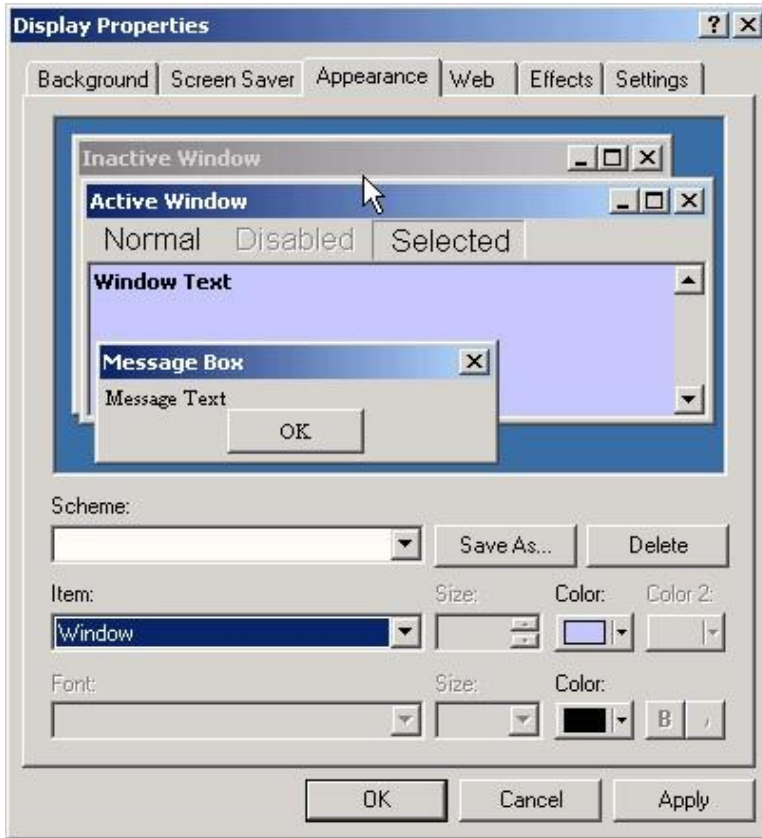 Display Properties
Background Screen Saver Appearance Web Effects Settings
Inactive Window
Active Window
Normal Disabled Selected
Window Text
Message Box
Message Text
OK
Scheme:
Save As... Delete
Item: Size: Color: Color 2:
Window
Font: Size: Color:
B /
OK Cancel Apply